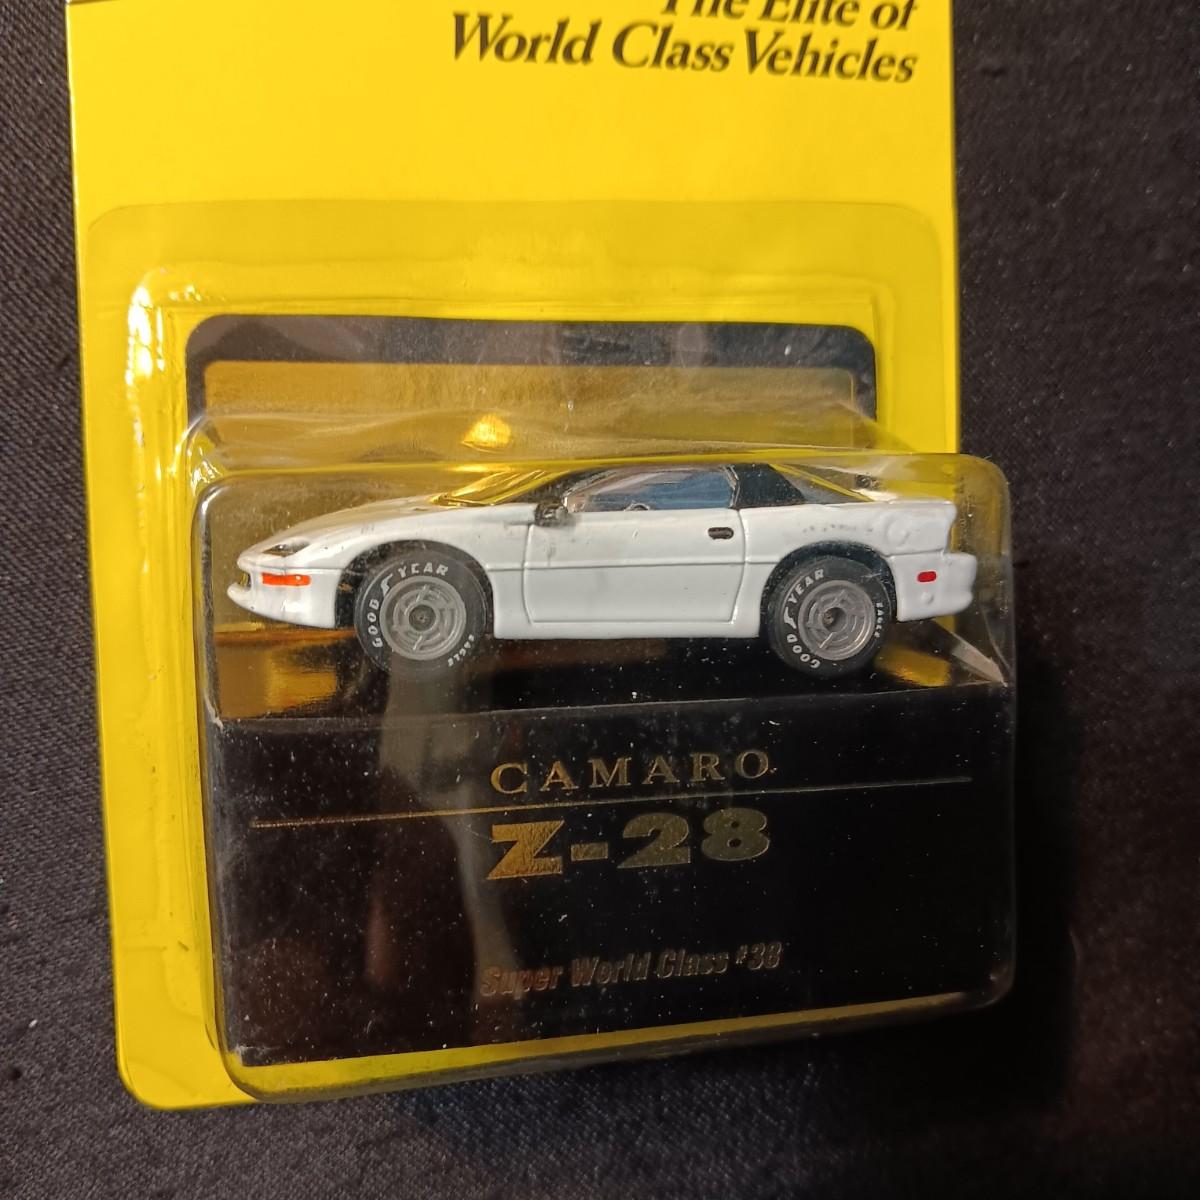 The Elite of
World Class Vehicles
GOOD YEAR
EAGLE
GOOD YEAR
EAGLE
CAMARO
Z-28
Super World Class #38